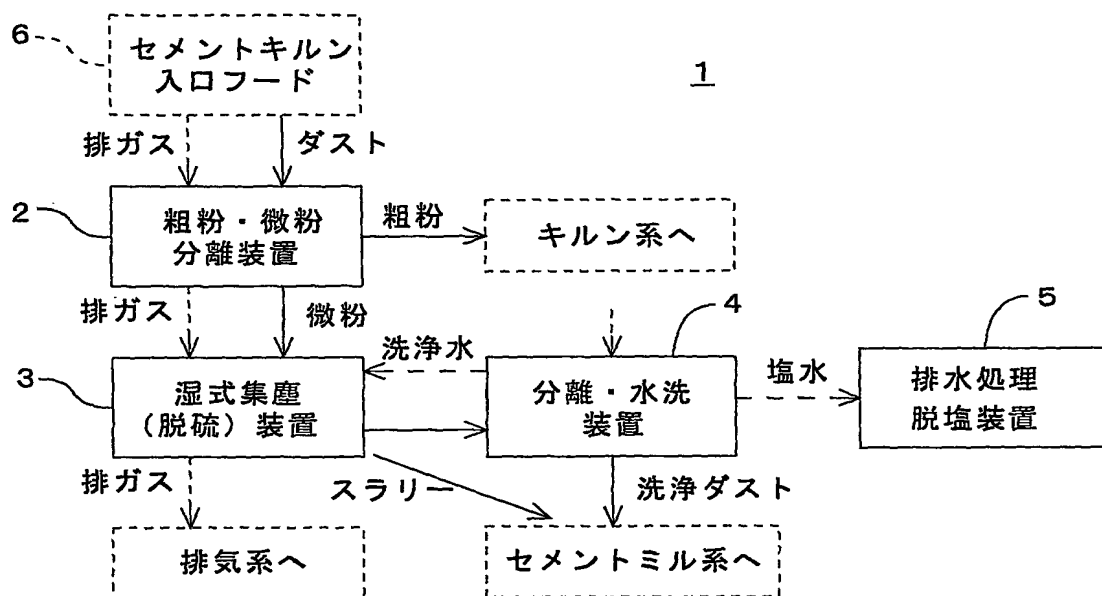 6
セメントキルン
入口フード
1
排ガス
ダスト
2
粗粉・微粉
分離装置
粗粉
キルン系へ
排ガス
微粉
4
5
洗浄水
3
湿式集塵
(脱硫)装置
分離・水洗
装置
塩水
排水処理
脱塩装置
排ガス
スラリー
洗浄ダスト
排気系へ
セメントミル系へ